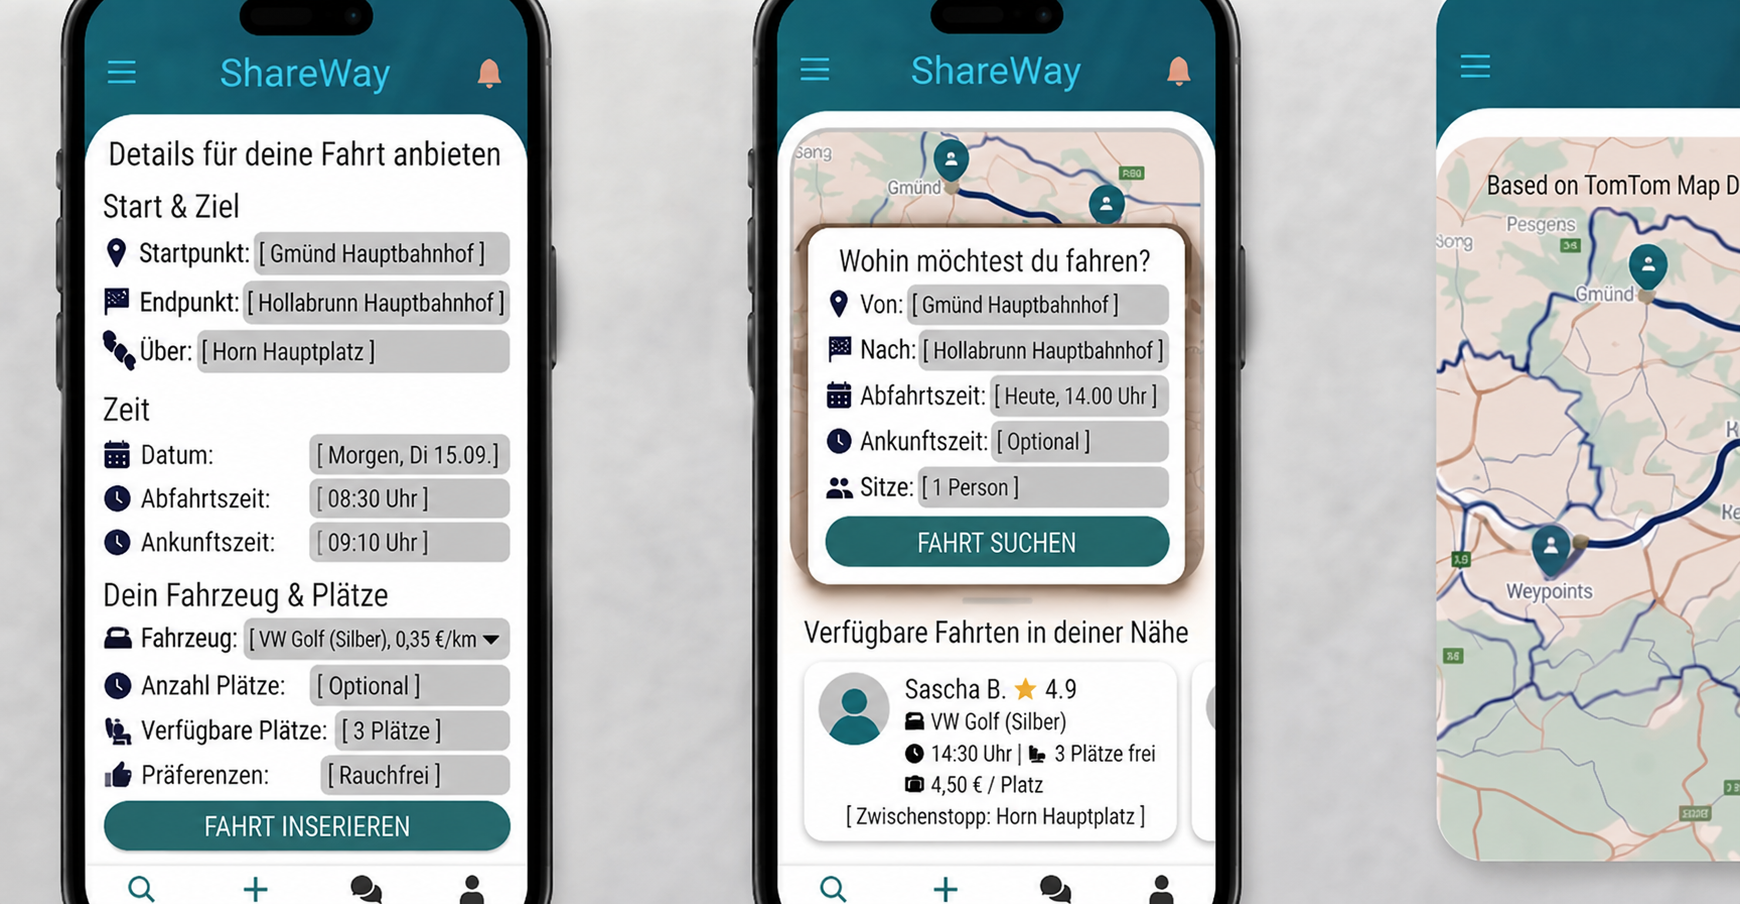 ShareWay
Details für deine Fahrt anbieten
Start & Ziel
Startpunkt: [ Gmünd Hauptbahnhof ]
Endpunkt: [ Hollabrunn Hauptbahnhof ]
Über: [ Horn Hauptplatz ]
Zeit
Datum: [ Morgen, Di 15.09.]
Abfahrtszeit: [ 08:30 Uhr ]
Ankunftszeit: [ 09:10 Uhr ]
Dein Fahrzeug & Plätze
Fahrzeug: [ VW Golf (Silber), 0,35 €/km
Anzahl Plätze: [ Optional ]
Verfügbare Plätze: [ 3 Plätze ]
Präferenzen: [ Rauchfrei ]
FAHRT INSERIEREN
ShareWay
Gmünd
Wohin möchtest du fahren?
Von: [ Gmünd Hauptbahnhof ]
Nach: [ Hollabrunn Hauptbahnhof ]
Abfahrtszeit: [ Heute, 14.00 Uhr ]
Ankunftszeit: [ Optional ]
Sitze: [ 1 Person ]
FAHRT SUCHEN
Verfügbare Fahrten in deiner Nähe
Sascha B. 4.9
VW Golf (Silber)
14:30 Uhr | 3 Plätze frei
4,50 € / Platz
[ Zwischenstopp: Horn Hauptplatz ]
Based on TomTom Map D
Pesgens
Gmünd
Weypoints